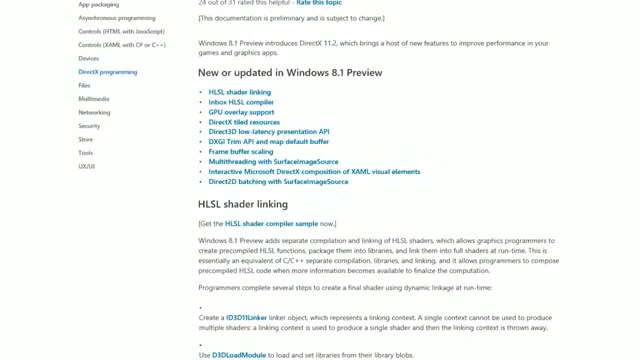 App packaging
Asynchronous programming
Controls (HTML with JavaScript)
Controls (XAML with C# or C++)
Devices
DirectX programming
Files
Multimedia
Networking
Security
Store
Tools
UX/UI
24 out of 31 rated this helpful - Rate this topic
[This documentation is preliminary and is subject to change.]
Windows 8.1 Preview introduces DirectX 11.2, which brings a host of new features to improve performance in your
games and graphics apps.
New or updated in Windows 8.1 Preview
• HLSL shader linking
• Inbox HLSL compiler
• GPU overlay support
• DirectX tiled resources
• Direct3D low-latency presentation API
• DXGI Trim API and map default buffer
• Frame buffer scaling
• Multithreading with SurfaceImageSource
• Interactive Microsoft DirectX composition of XAML visual elements
• Direct2D batching with SurfaceImageSource
HLSL shader linking
[Get the HLSL shader compiler sample now.]
Windows 8.1 Preview adds separate compilation and linking of HLSL shaders, which allows graphics programmers to
create precompiled HLSL functions, package them into libraries, and link them into full shaders at run-time. This is
essentially an equivalent of C/C++ separate compilation, libraries, and linking, and it allows programmers to compose
precompiled HLSL code when more information becomes available to finalize the computation.
Programmers complete several steps to create a final shader using dynamic linkage at run-time:
•
Create a ID3D11Linker linker object, which represents a linking context. A single context cannot be used to produce
multiple shaders; a linking context is used to produce a single shader and then the linking context is thrown away.
•
Use D3DLoadModule to load and set libraries from their library blobs.